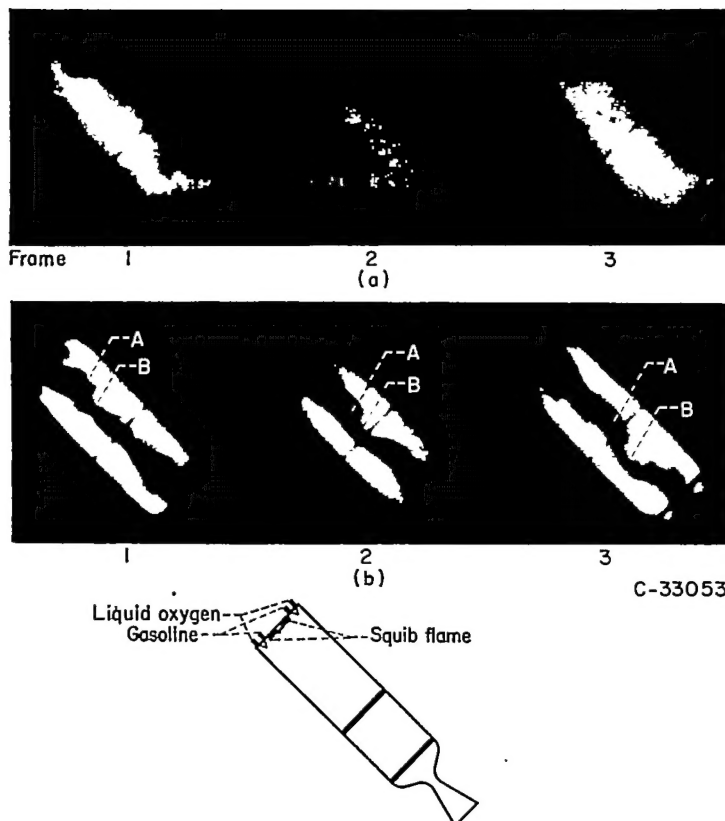 Frame 1 2 3
(a)
A
B
A
B
A
B
1 2 3
(b)
C-33053
Liquid oxygen
Gasoline
Squib flame